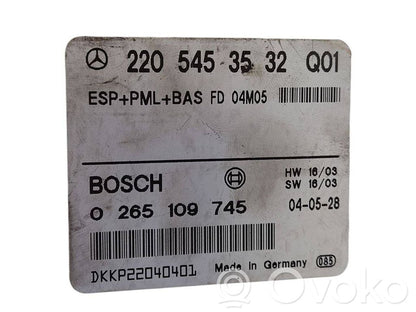 220 545 35 32 Q01
ESP+PML+BAS FD 04M05
BOSCH
HW 16/03
SW 16/03
0 265 109 745
04-05-28
DKKP22040401
Made in Germany
085
©Ovoko